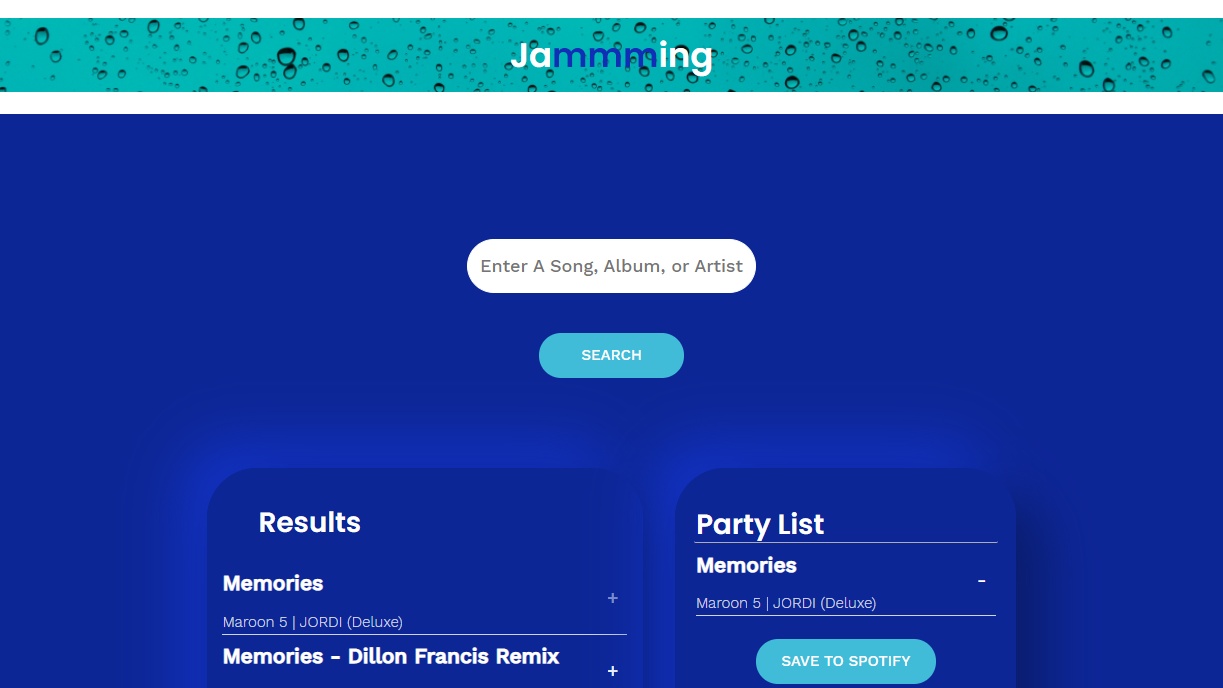 Jammming
Enter A Song, Album, or Artist
SEARCH
Results
Memories
+
Maroon 5 | JORDI (Deluxe)
Memories - Dillon Francis Remix
+
Party List
Memories
-
Maroon 5 | JORDI (Deluxe)
SAVE TO SPOTIFY